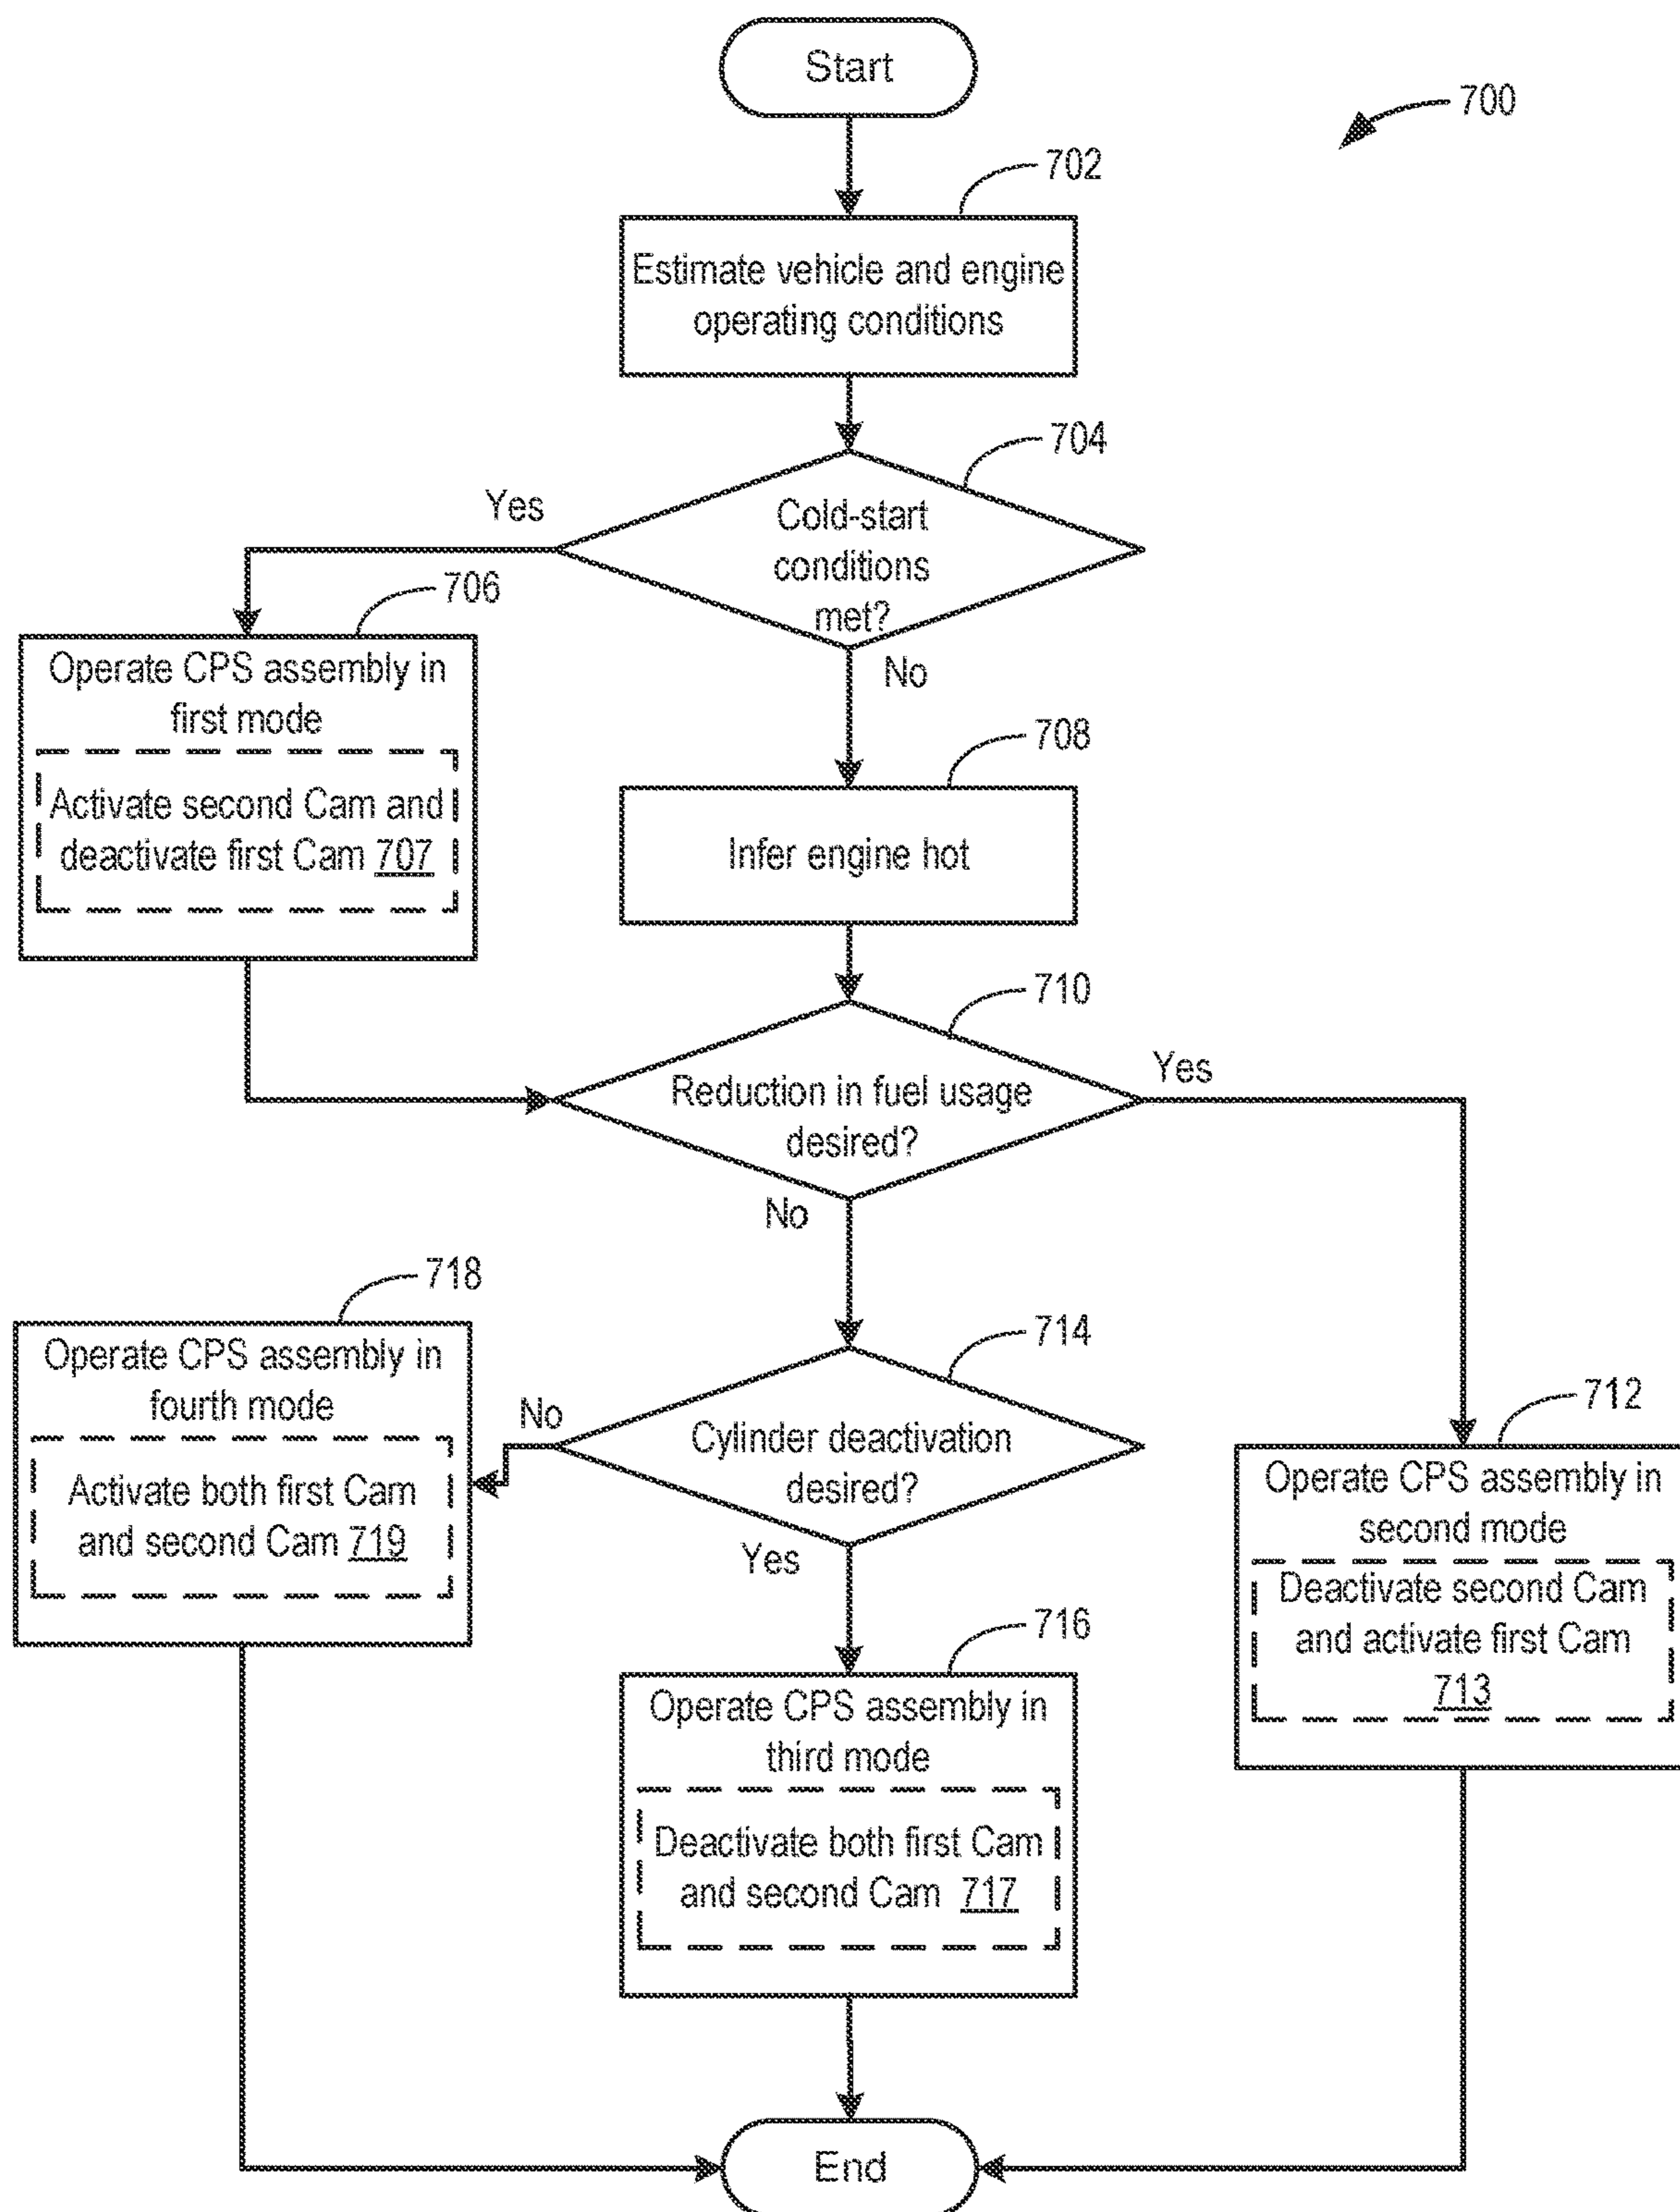 Start
700
702
Estimate vehicle and engine
operating conditions
704
Yes
Cold-start
conditions
met?
706
No
Operate CPS assembly in
first mode
Activate second Cam and
deactivate first Cam 707
708
Infer engine hot
710
Yes
Reduction in fuel usage
desired?
No
718
Operate CPS assembly in
fourth mode
Activate both first Cam
and second Cam 719
714
No
Cylinder deactivation
desired?
Yes
712
Operate CPS assembly in
second mode
Deactivate second Cam
and activate first Cam
713
716
Operate CPS assembly in
third mode
Deactivate both first Cam
and second Cam 717
End